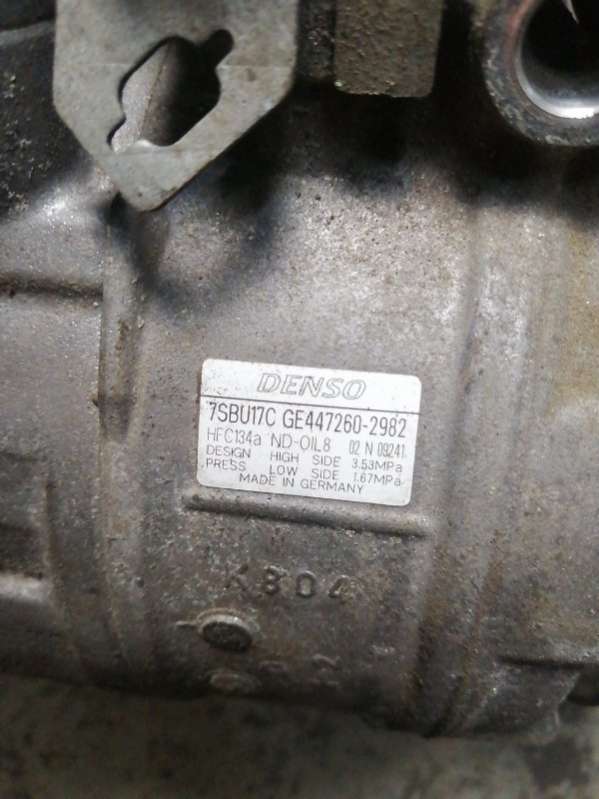 DENSO
7SBU17C GE447260-2982
HFC134a ND-OIL8 02 N 09241
DESIGN HIGH SIDE 3.53MPa
PRESS LOW SIDE 1.67MPa
MADE IN GERMANY
K804